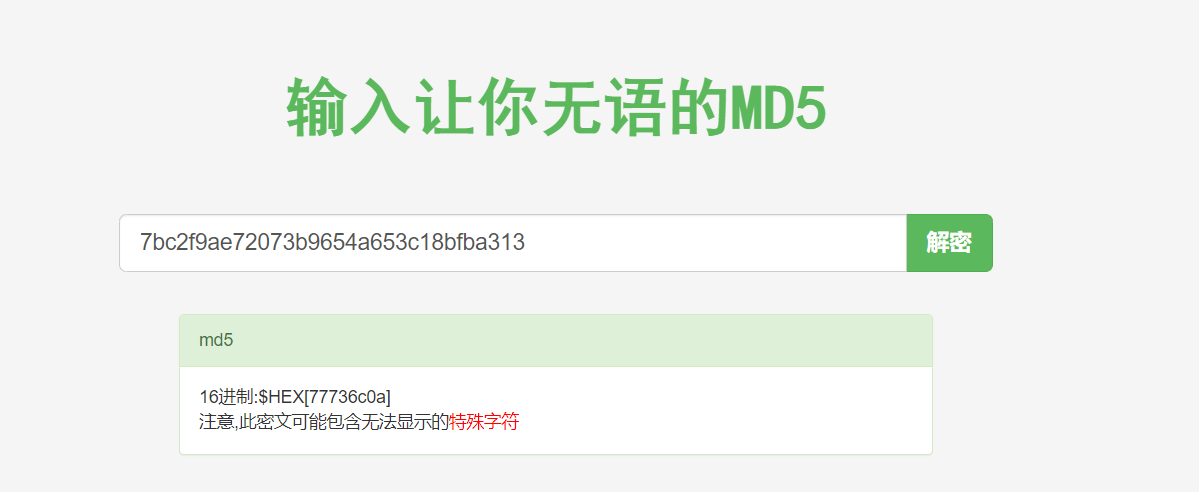 输入让你无语的MD5
7bc2f9ae72073b9654a653c18bfba313
解密
md5
16进制:$HEX[77736c0a]
注意,此密文可能包含无法显示的特殊字符